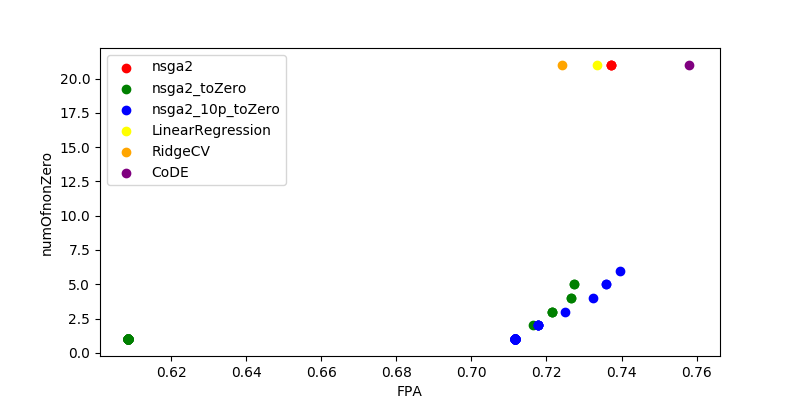 nsga2
nsga2_toZero
nsga2_10p_toZero
LinearRegression
RidgeCV
CoDE
numOfnonZero
20.0
17.5
15.0
12.5
10.0
7.5
5.0
2.5
0.0
0.62 0.64 0.66 0.68 0.70 0.72 0.74 0.76
FPA